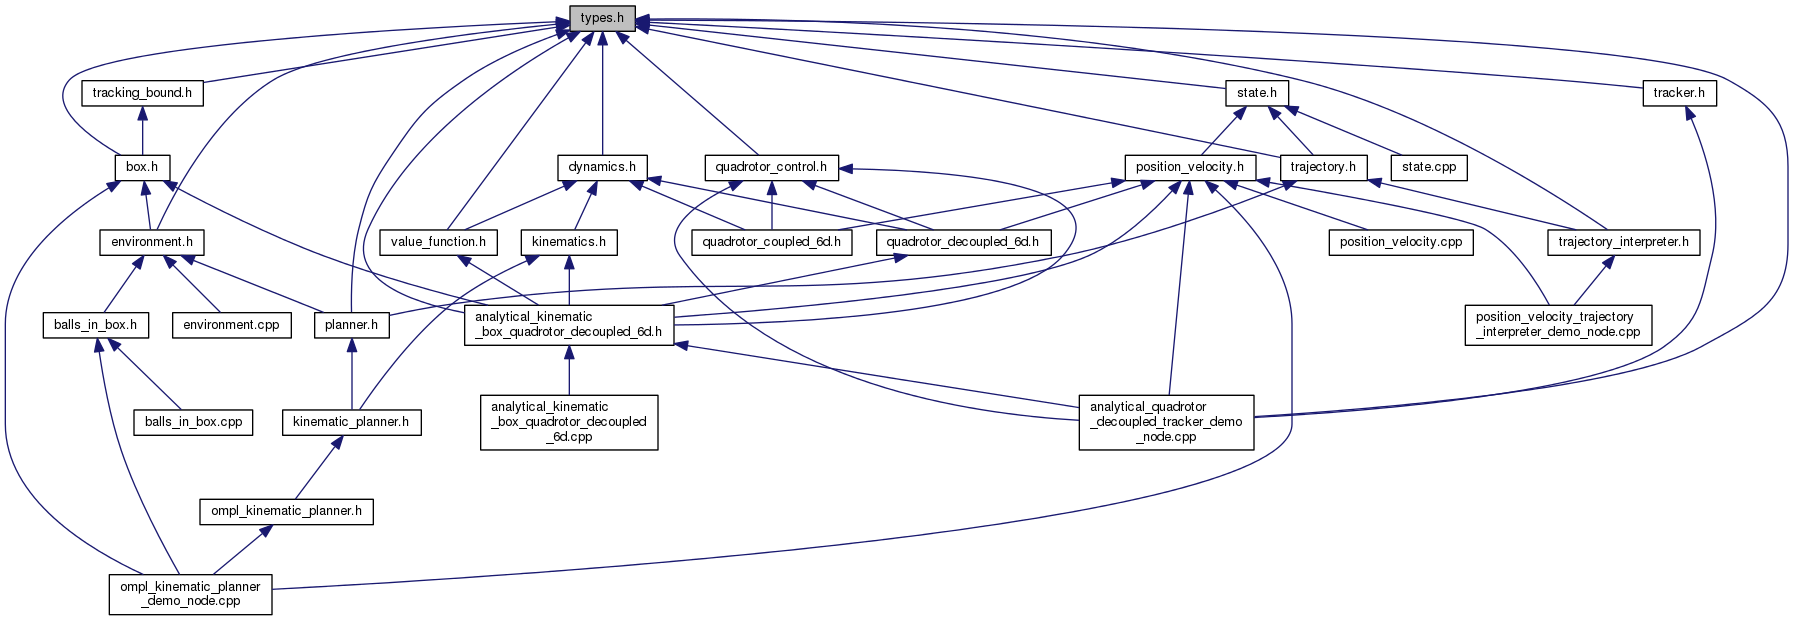 types.h
tracking_bound.h
state.h
tracker.h
box.h
dynamics.h
quadrotor_control.h
position_velocity.h
trajectory.h
state.cpp
environment.h
value_function.h
kinematics.h
quadrotor_coupled_6d.h
quadrotor_decoupled_6d.h
position_velocity.cpp
trajectory_interpreter.h
balls_in_box.h
environment.cpp
planner.h
analytical_kinematic
_box_quadrotor_decoupled_6d.h
position_velocity_trajectory
_interpreter_demo_node.cpp
balls_in_box.cpp
kinematic_planner.h
analytical_kinematic
_box_quadrotor_decoupled
_6d.cpp
analytical_quadrotor
_decoupled_tracker_demo
_node.cpp
ompl_kinematic_planner.h
ompl_kinematic_planner
_demo_node.cpp